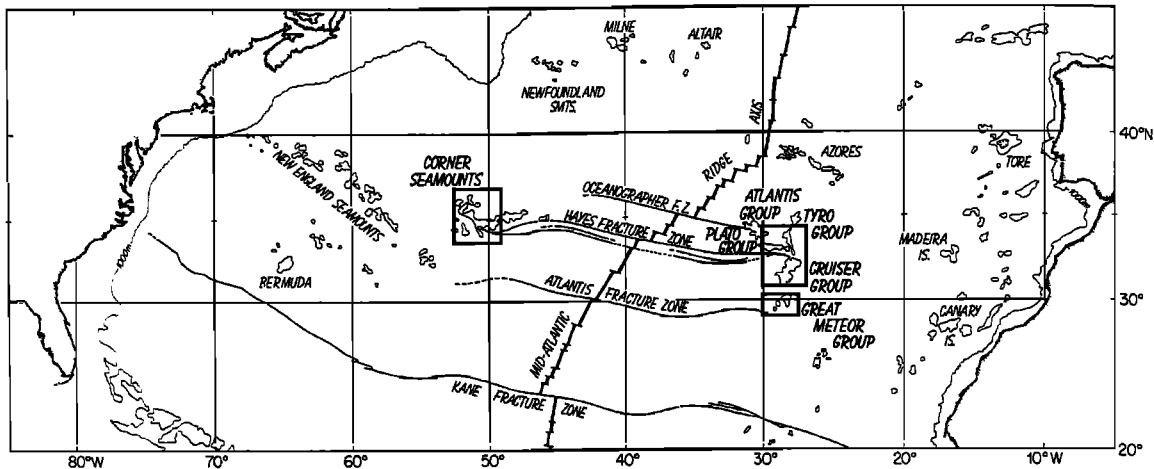 MILNE
ALTAIR
NEWFOUNDLAND
SMTS.
40°N
NEW ENGLAND SEAMOUNTS
CORNER
SEAMOUNTS
RIDGE
AXIS
AZORES
TORE
1000m
OCEANOGRAPHER F.Z.
ATLANTIS
GROUP
TYRO
GROUP
HAYES FRACTURE ZONE
PLATO
GROUP
MADEIRA
IS.
1000m
BERMUDA
CRUISER
GROUP
ATLANTIS FRACTURE ZONE
30°
GREAT
METEOR
GROUP
CANARY
IS.
MID-ATLANTIC
KANE FRACTURE ZONE
20°
80°W
70°
60°
50°
40°
30°
20°
10°W